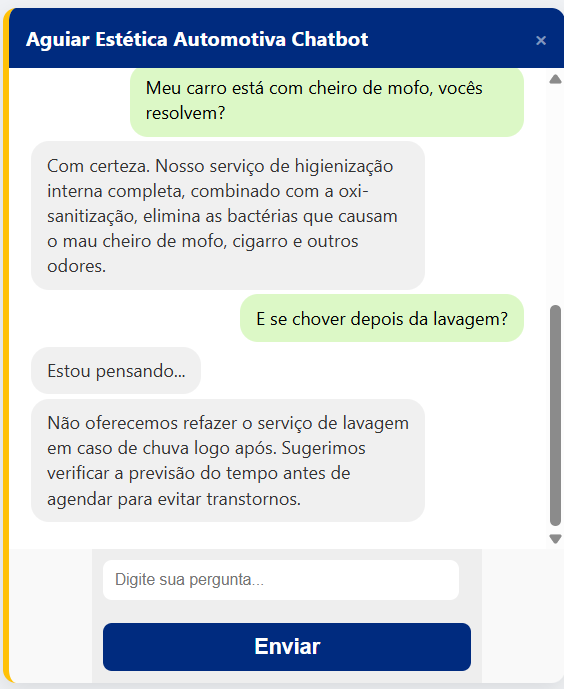 Aguiar Estética Automotiva Chatbot
×
Meu carro está com cheiro de mofo, vocês
resolvem?
Com certeza. Nosso serviço de higienização
interna completa, combinado com a oxi-
sanitização, elimina as bactérias que causam
o mau cheiro de mofo, cigarro e outros
odores.
E se chover depois da lavagem?
Estou pensando...
Não oferecemos refazer o serviço de lavagem
em caso de chuva logo após. Sugerimos
verificar a previsão do tempo antes de
agendar para evitar transtornos.
Digite sua pergunta...
Enviar